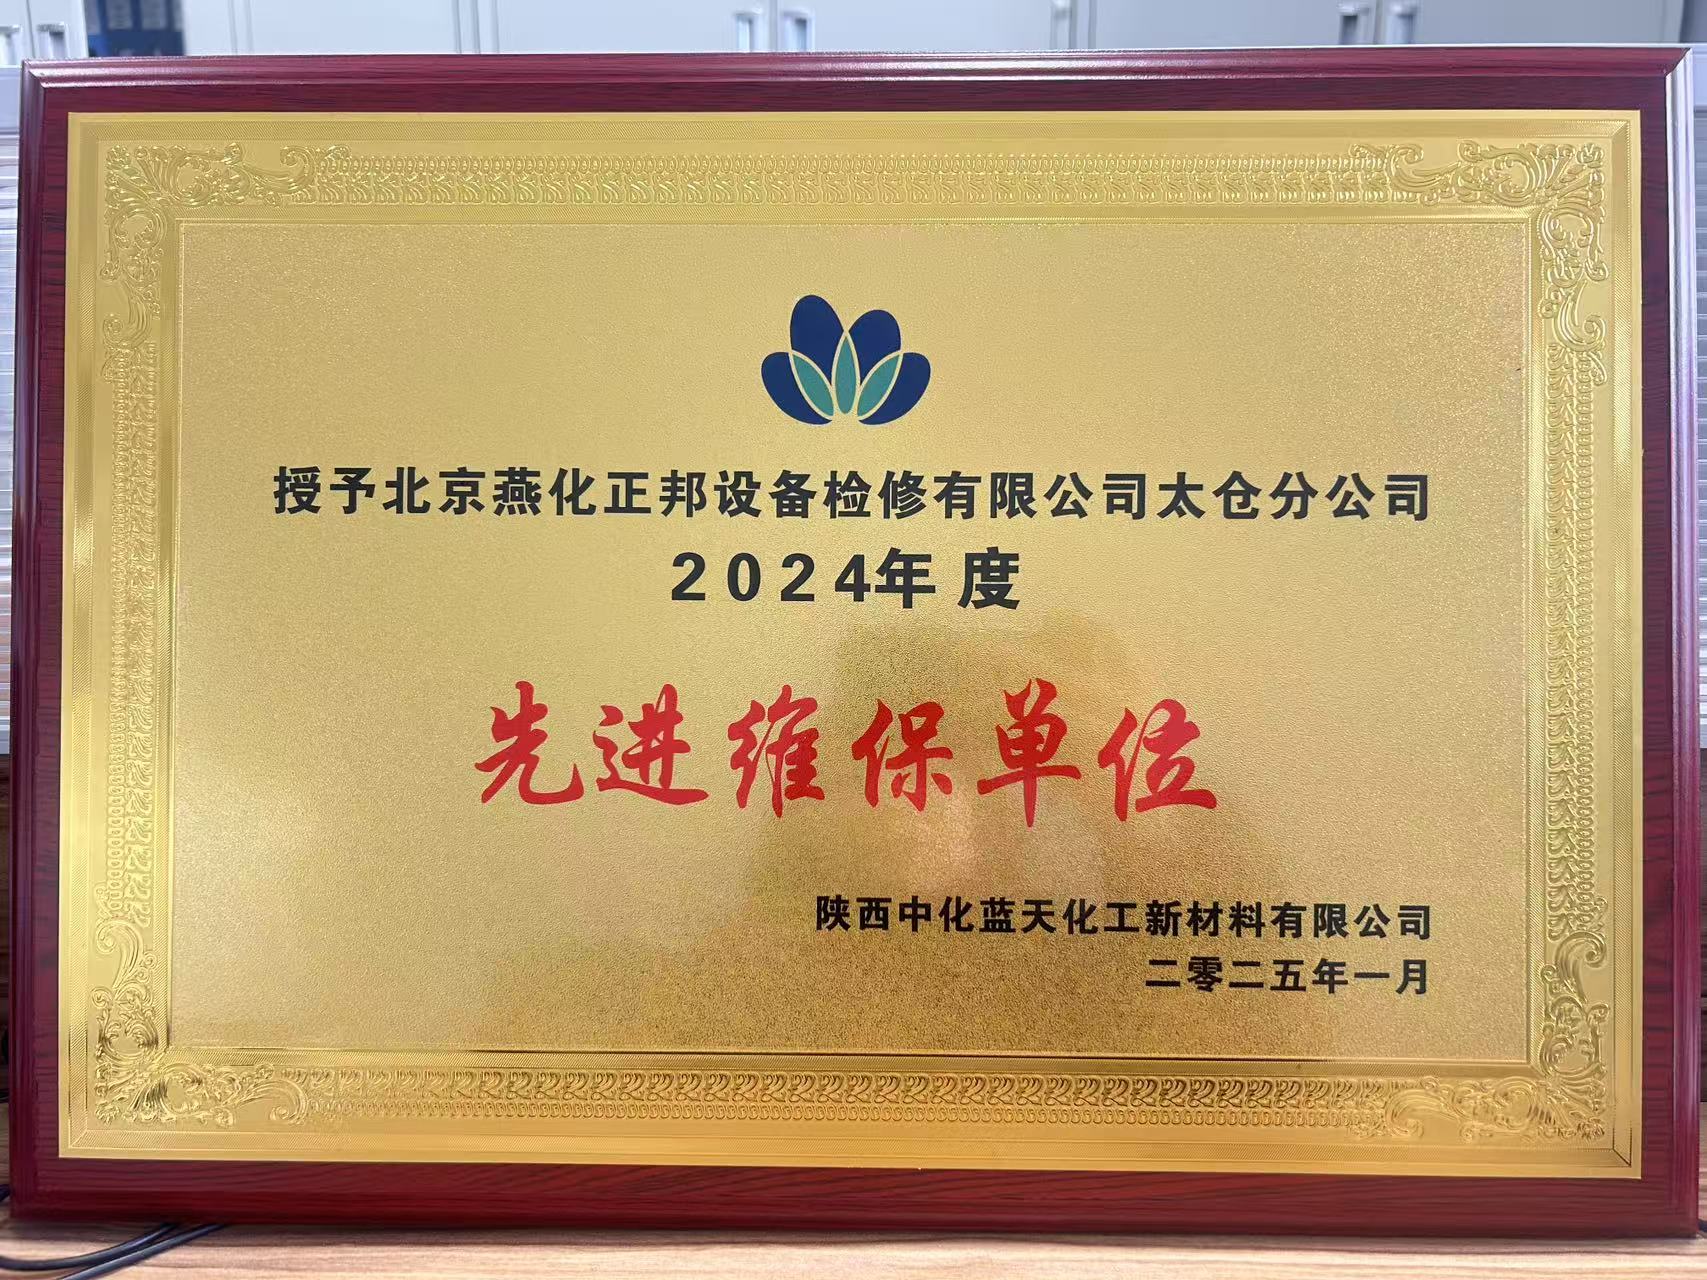 授予北京燕化正邦设备检修有限公司太仓分公司
2024年度
先进维保单位
陕西中化蓝天化工新材料有限公司
二零二五年一月